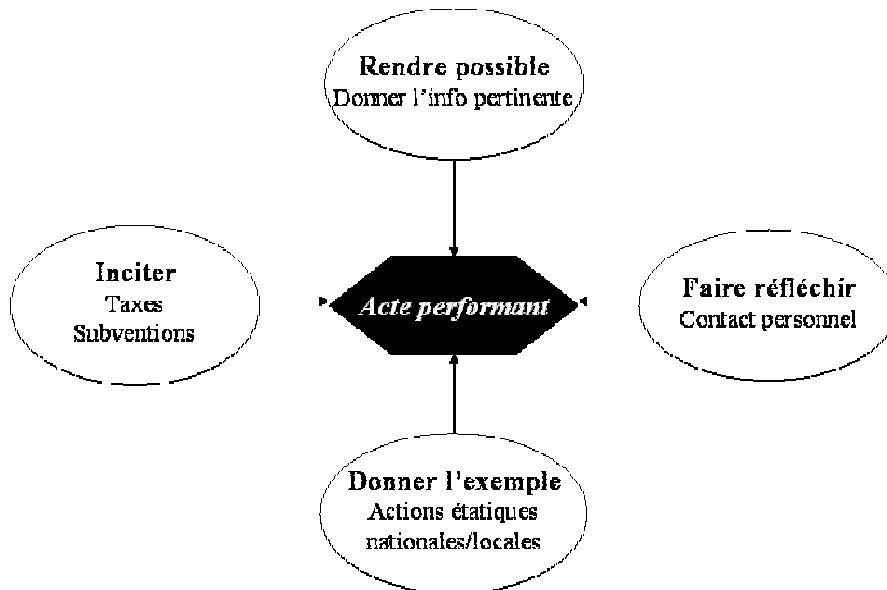 Rendre possible
Donner l'info pertinente
Inciter
Taxes
Subventions
Acte performant
Faire réfléchir
Contact personnel
Donner l'exemple
Actions étatiques
nationales/locales